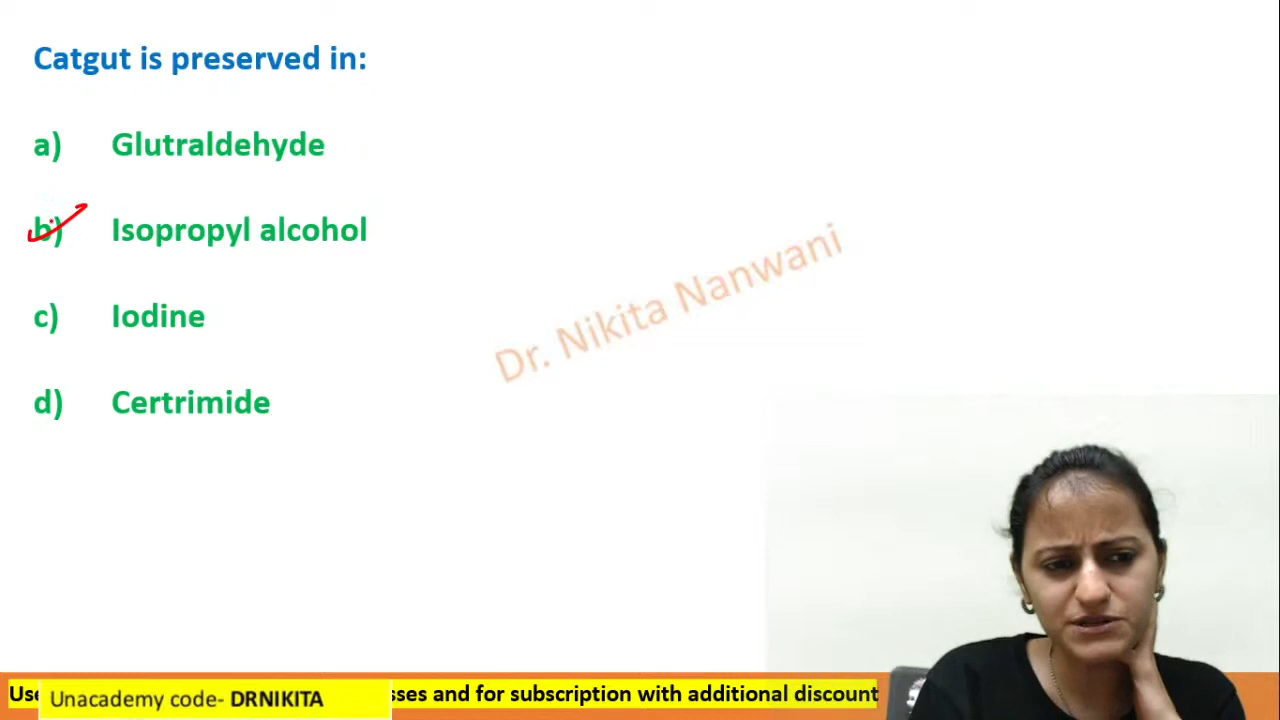 Catgut is preserved in:
a) Glutraldehyde
b) Isopropyl alcohol
c) Iodine
d) Certrimide
Dr. Nikita Nanwani
and for subscription with additional discount
Unacademy code- DRNIKITA